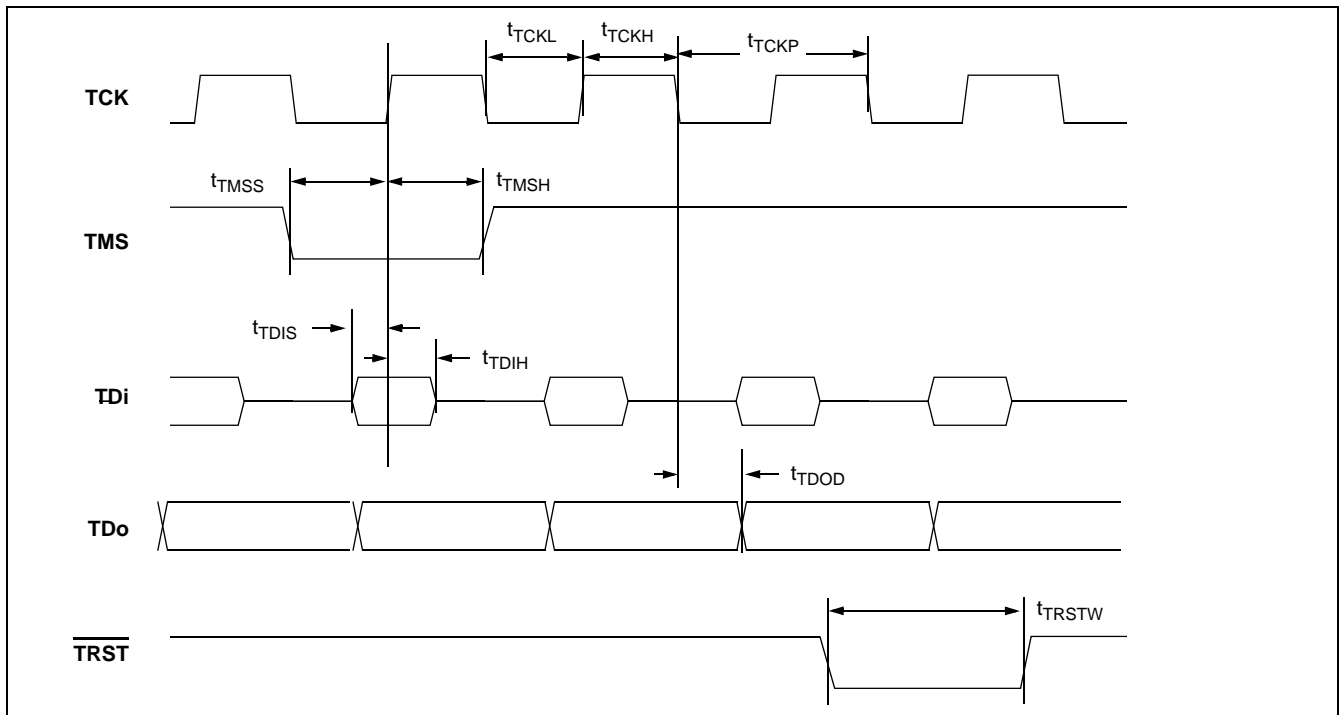 tTCKL tTCKH tTCKP
TCK
tTMSS tTMSH
TMS
tTDIS tTDIH
TDi
tTDOD
TDo
tTRSTW
TRST